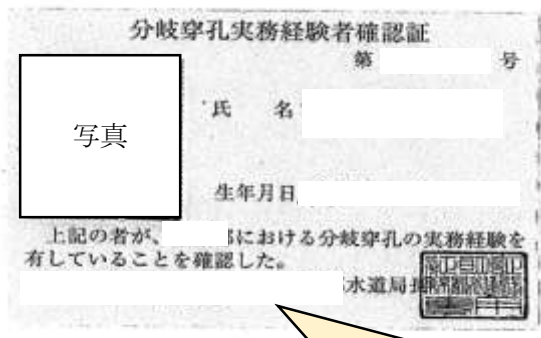 分岐穿孔実務経験者確認証
第 号
写真
氏 名
生年月日
上記の者が、 部における分岐穿孔の実務経験を
有していることを確認した。
水道局長